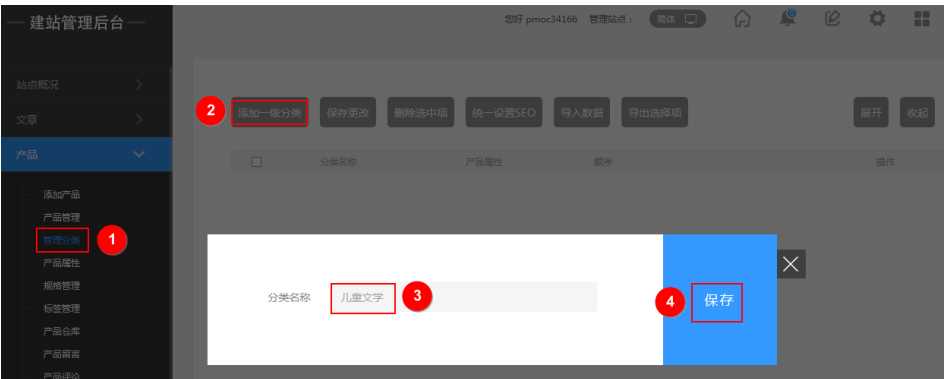 建站管理后台
您好 pmoc34166 管理站点： 简体
站点概况
文章
产品
添加产品
产品管理
管理分类 1
产品属性
规格管理
标签管理
产品仓库
产品留言
产品评论
2 添加一级分类 保存更改 删除选中项 统一设置SEO 导入数据 导出选择项 展开 收起
分类名称 产品属性 顺序 操作
分类名称 儿童文学 3
4 保存